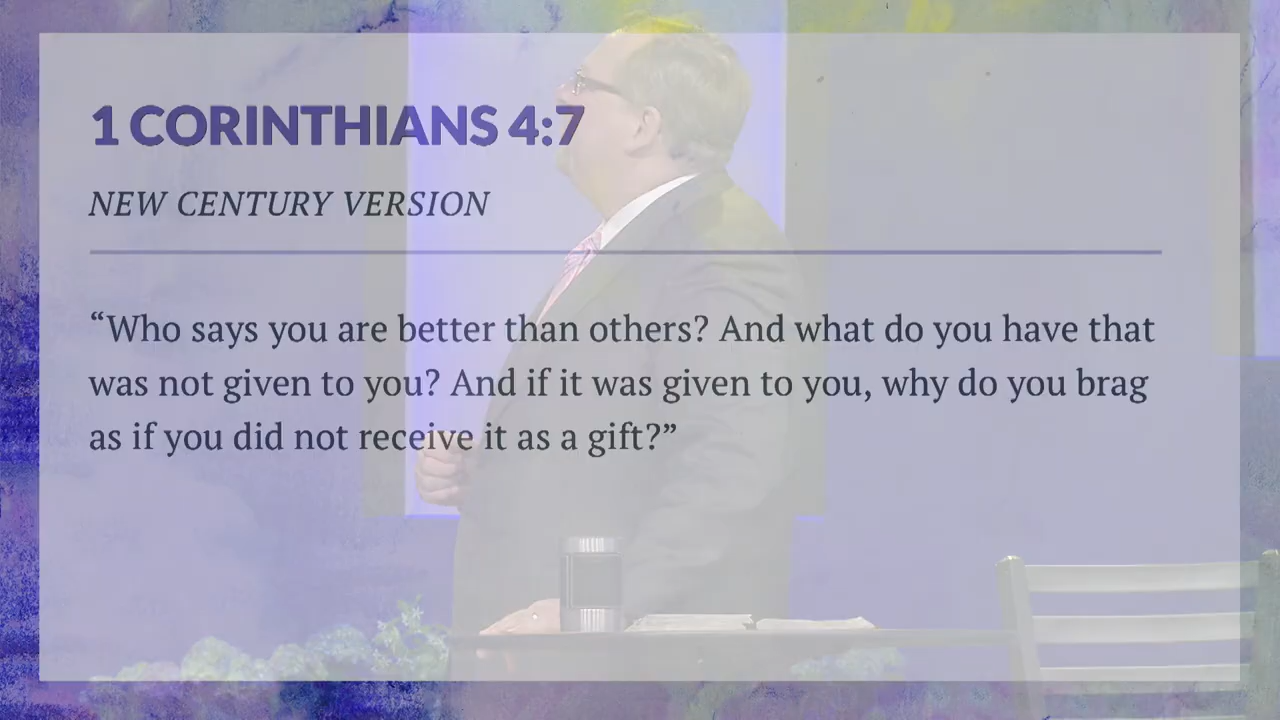 1 CORINTHIANS 4:7
NEW CENTURY VERSION
“Who says you are better than others? And what do you have that
was not given to you? And if it was given to you, why do you brag
as if you did not receive it as a gift?”